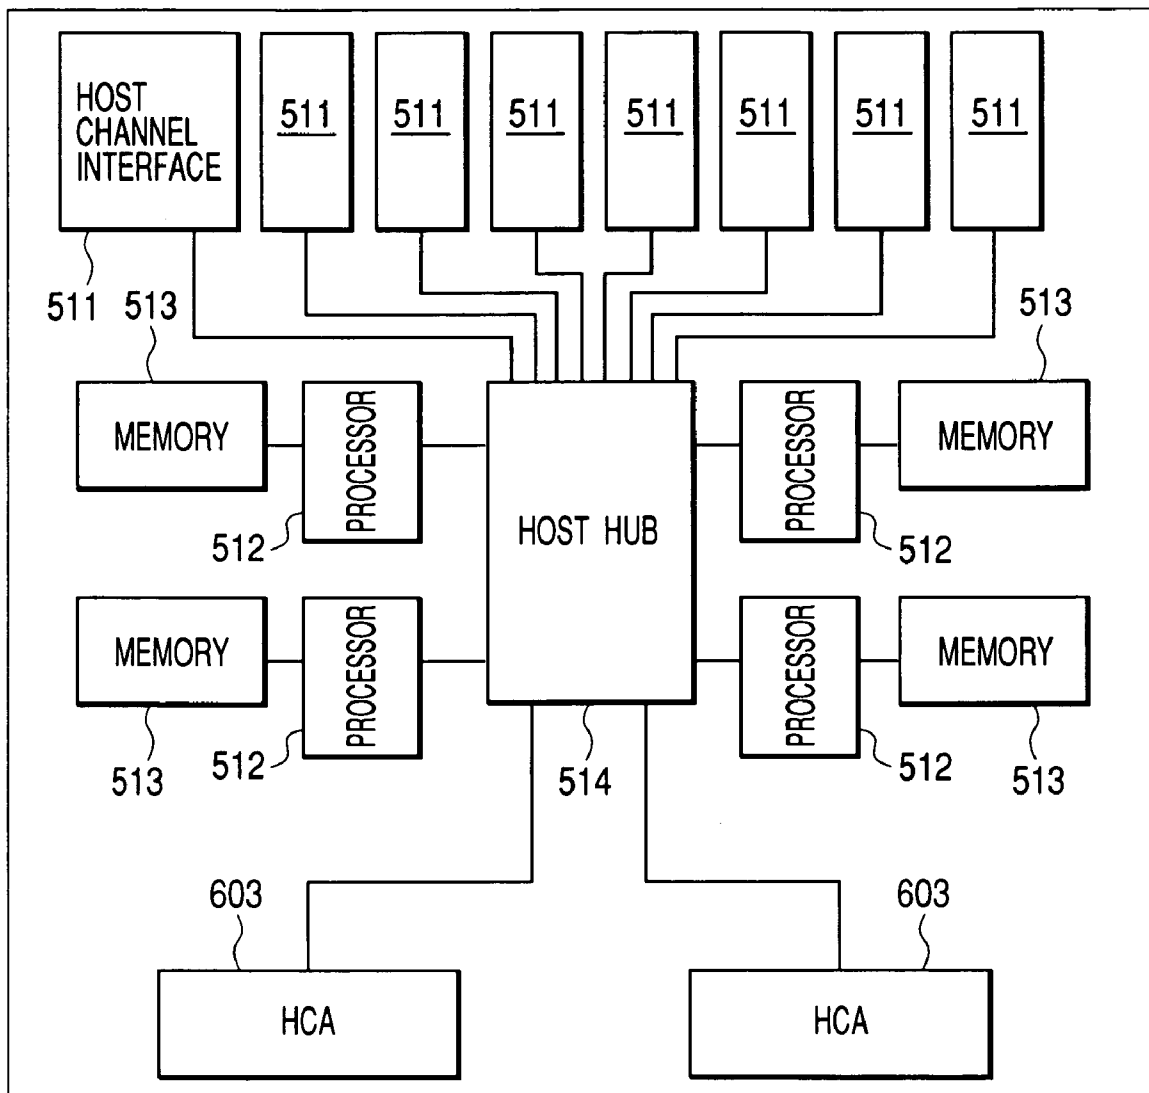 HOST
CHANNEL
INTERFACE
511
511
511
511
511
511
511
511
513
513
MEMORY
PROCESSOR
HOST HUB
PROCESSOR
MEMORY
512
512
MEMORY
PROCESSOR
PROCESSOR
MEMORY
513
512
514
512
513
603
603
HCA
HCA